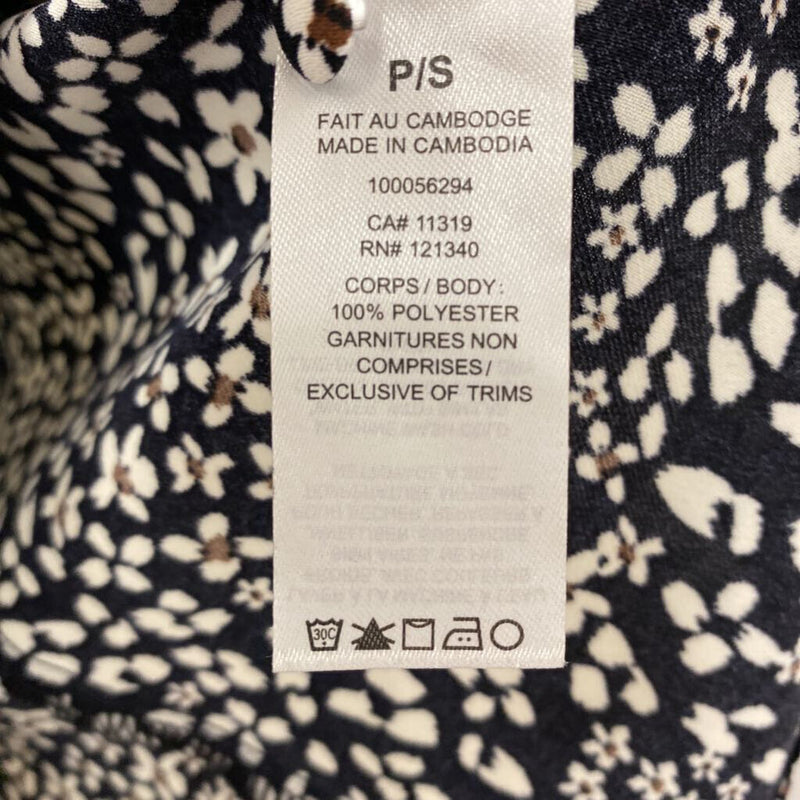 P/S
FAIT AU CAMBODGE
MADE IN CAMBODIA
100056294
CA# 11319
RN# 121340
CORPS / BODY:
100% POLYESTER
GARNITURES NON
COMPRISES /
EXCLUSIVE OF TRIMS
30C